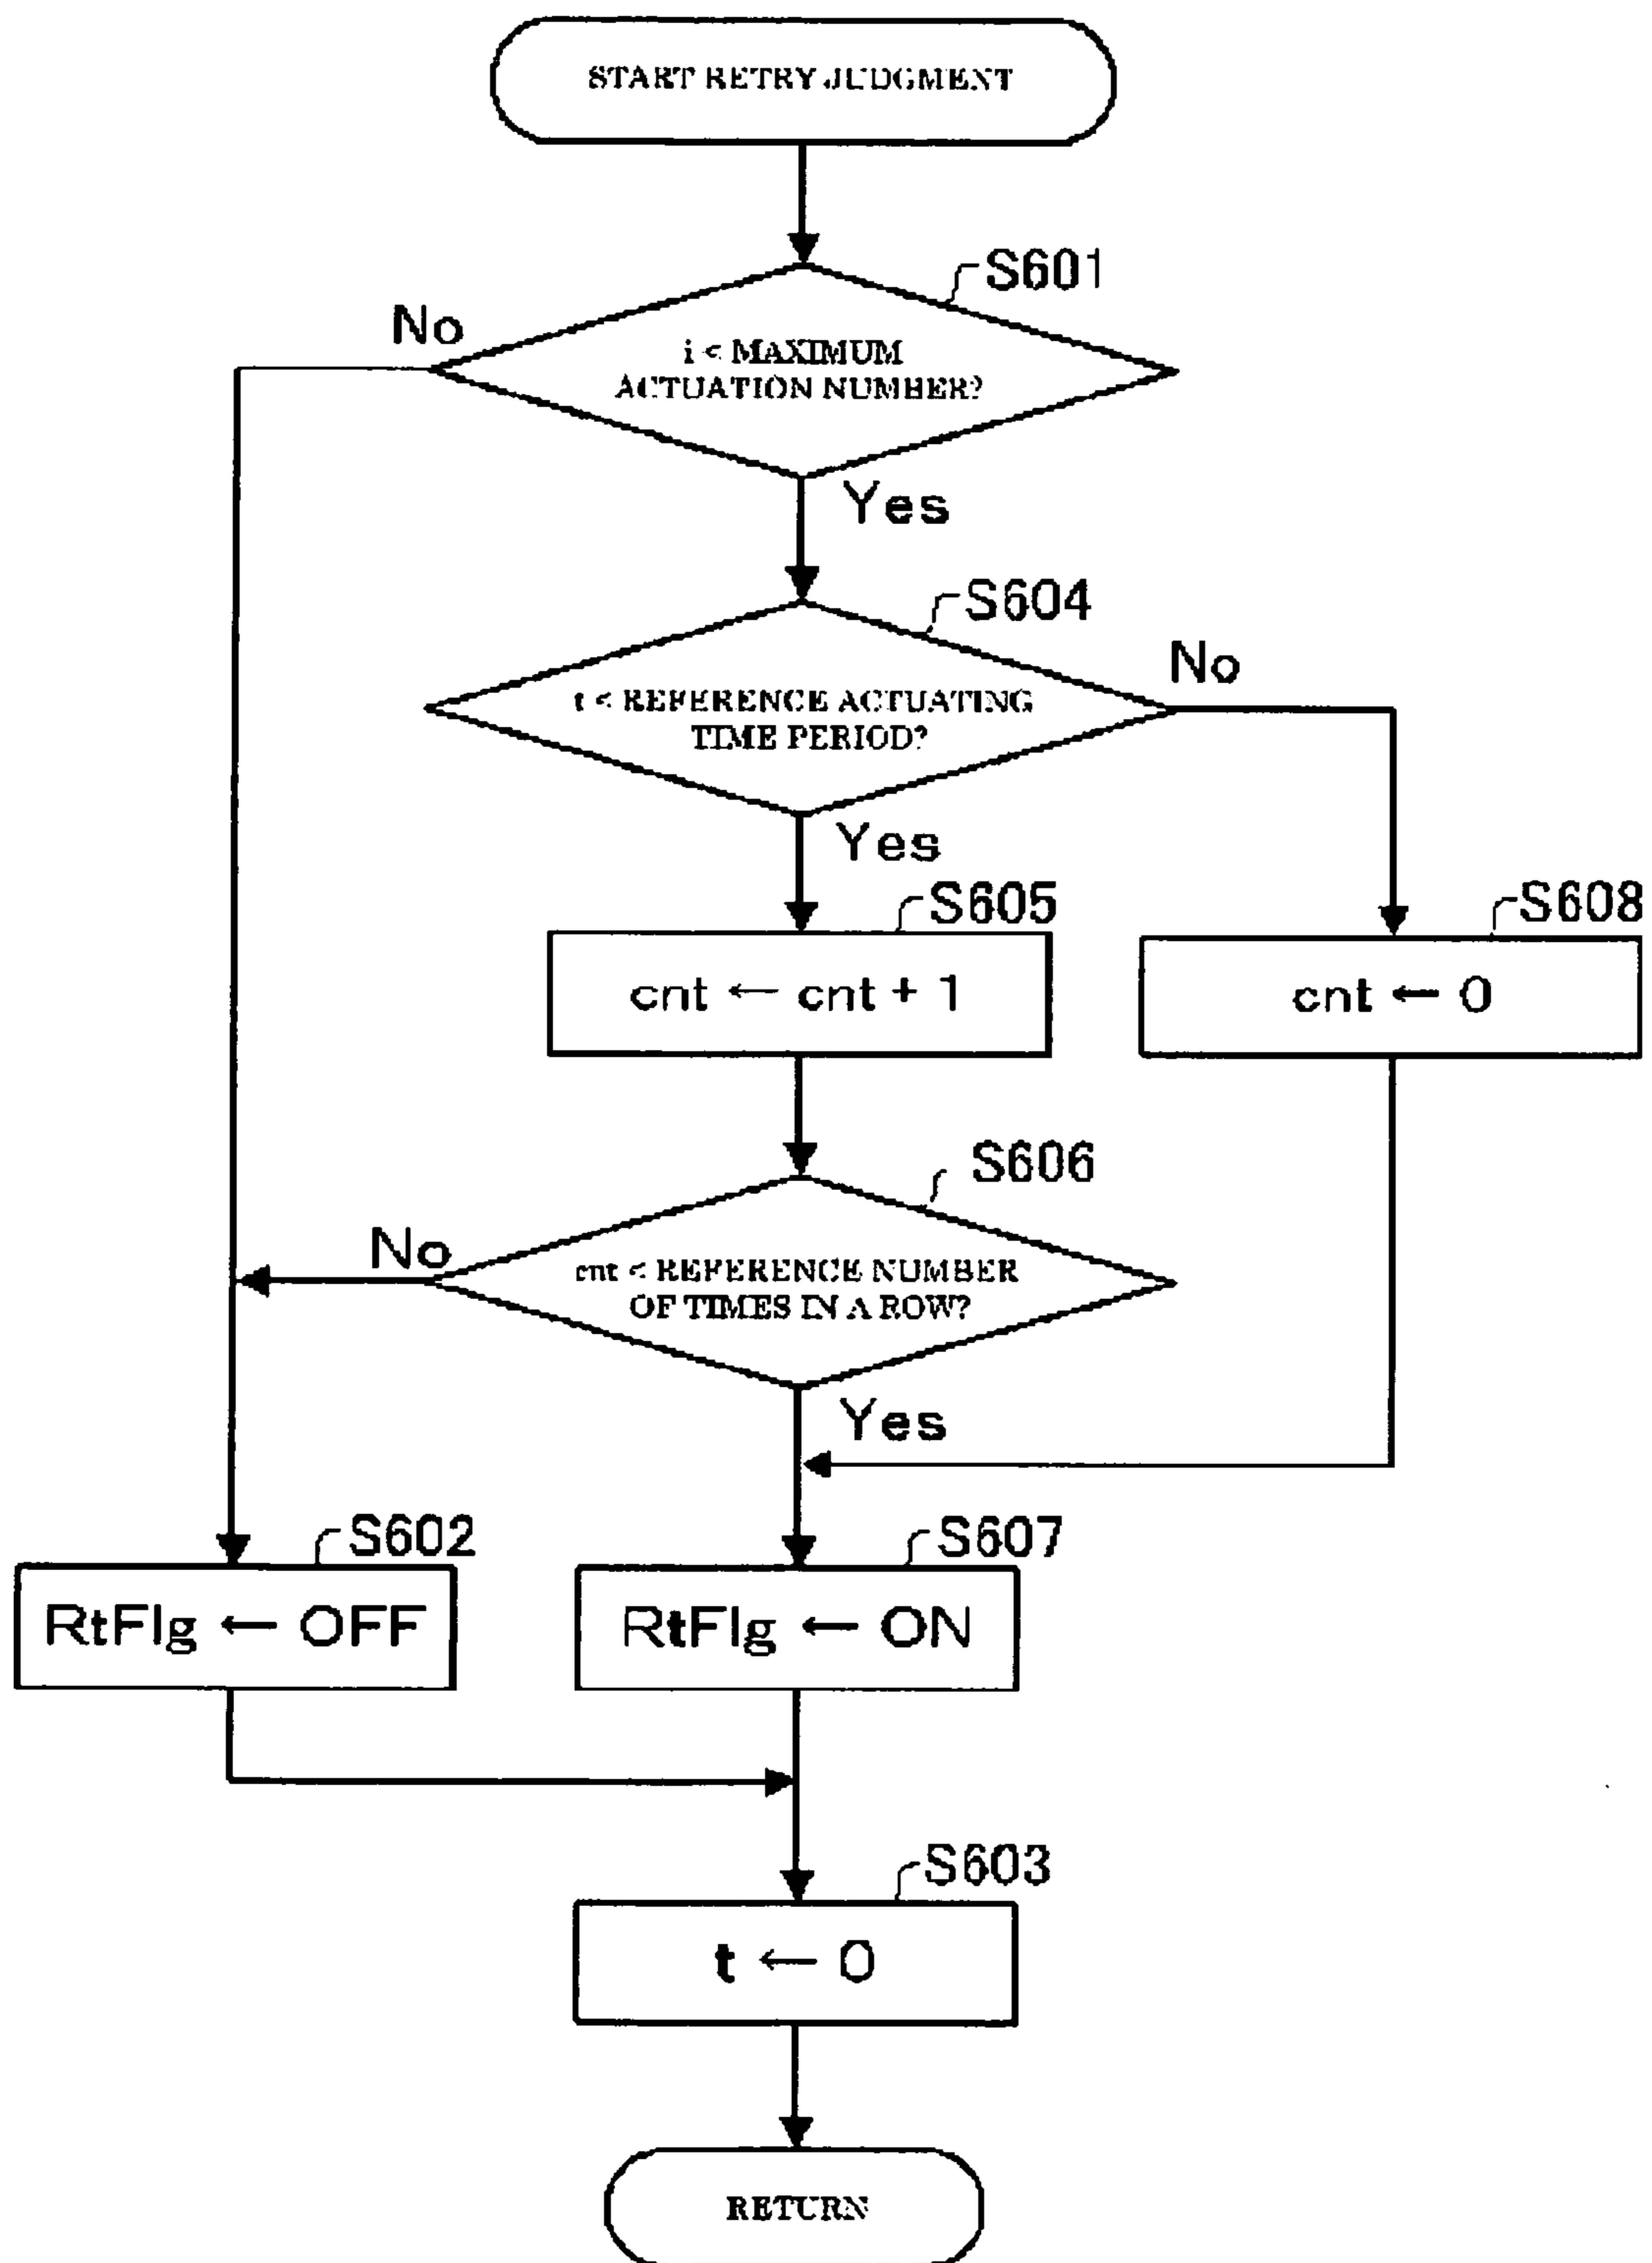 START RETRY JUDGMENT
S601
No
i < MAXIMUM
ACTUATION NUMBER?
Yes
S604
No
t < REFERENCE ACTUATING
TIME PERIOD?
Yes
S605
S608
cnt ← cnt + 1
cnt ← 0
S606
No
cnt < REFERENCE NUMBER
OF TIMES IN A ROW?
Yes
S602
S607
RtFlg ← OFF
RtFlg ← ON
S603
t ← 0
RETURN